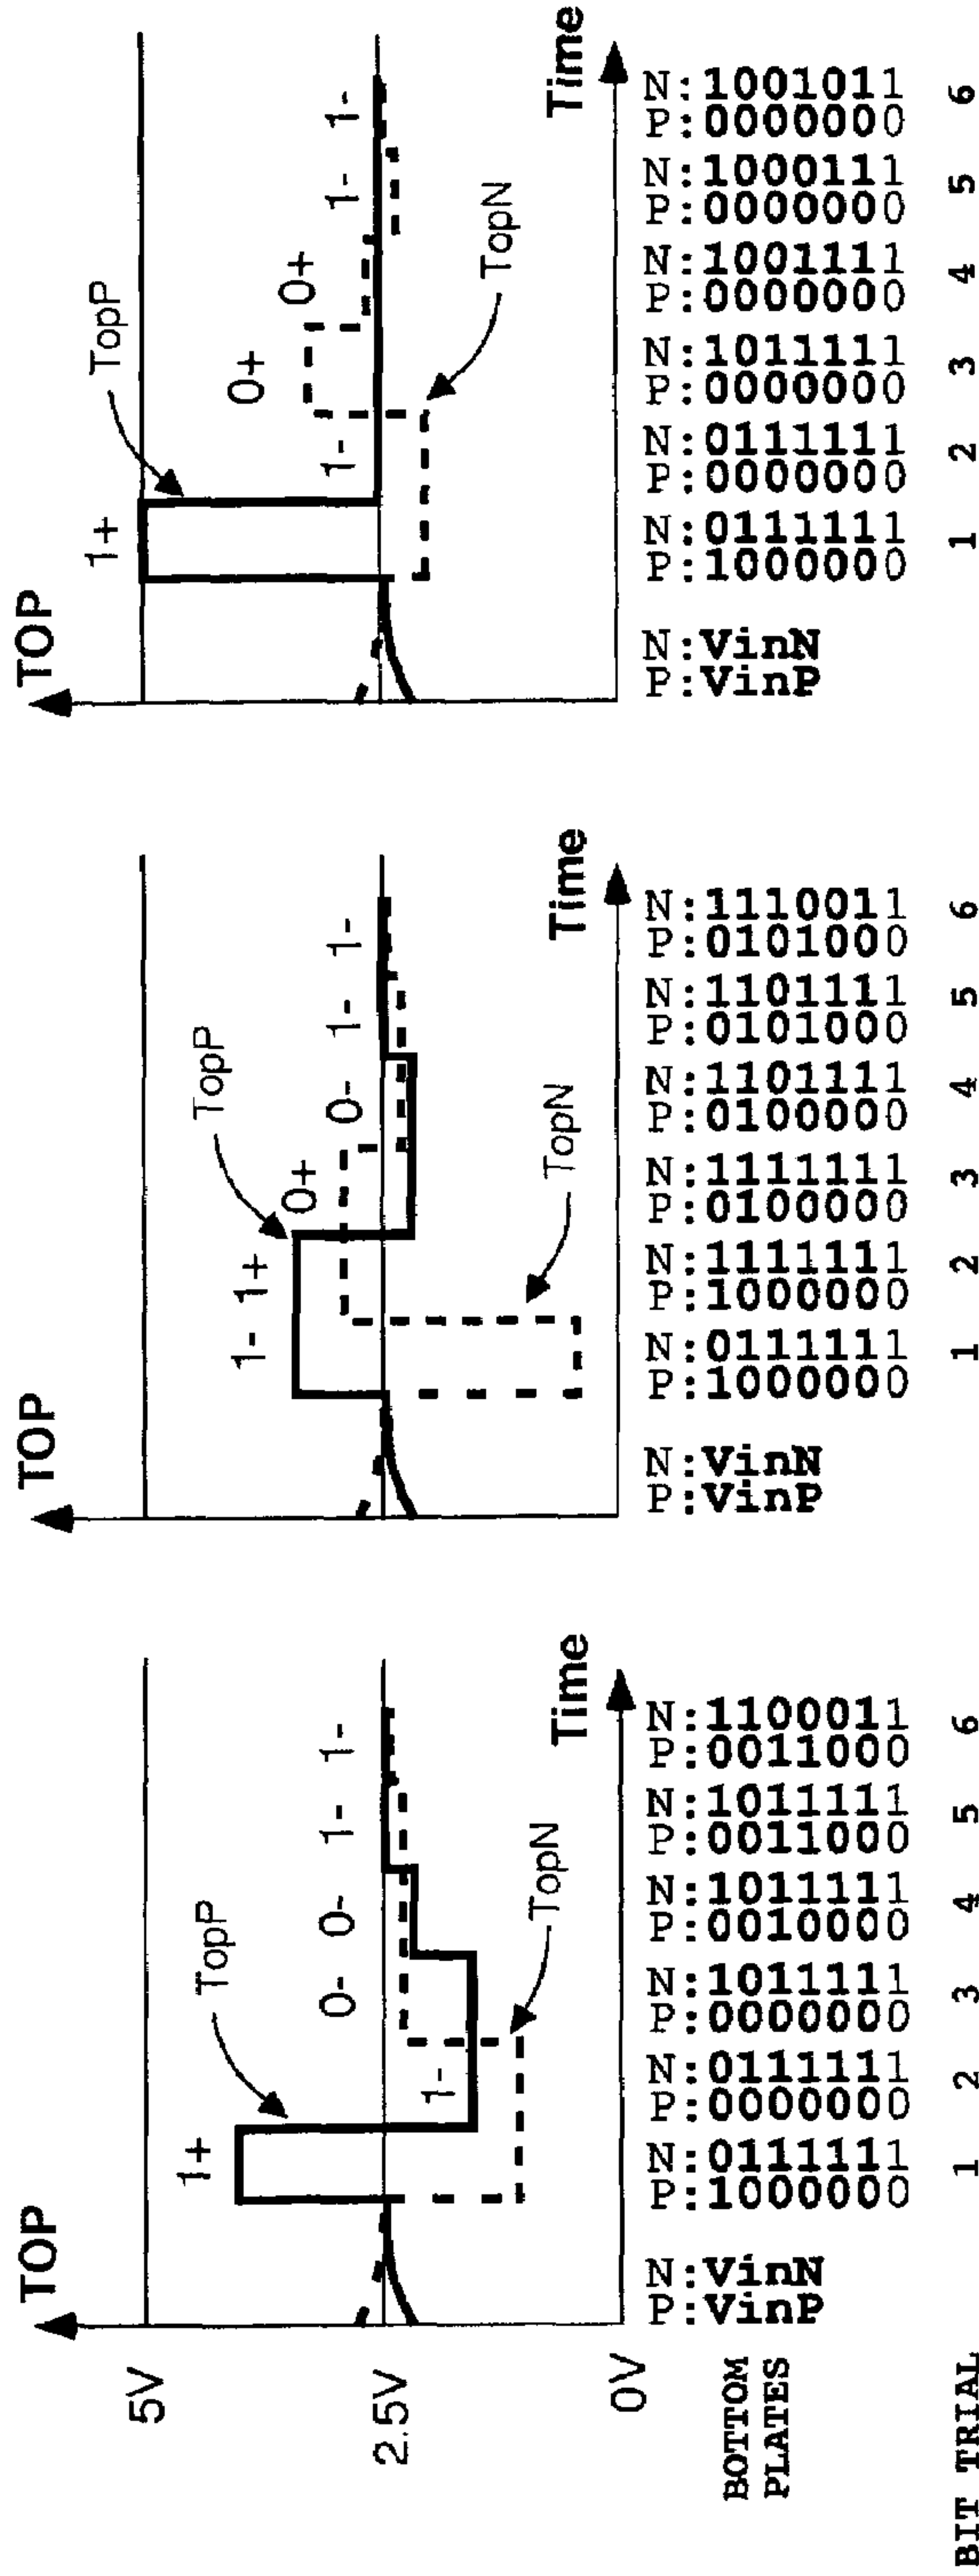 TOP
5V
2.5V
0V
1+
1-
0-
0-
1-
1-
TopP
TopN
Time
BOTTOM
PLATES
N:VinN
P:VinP
N:0111111
P:1000000
N:0111111
P:0000000
N:1011111
P:0000000
N:1011111
P:0010000
N:1011111
P:0011000
N:1100011
P:0011000
BIT TRIAL
1 2 3 4 5 6
TOP
1-
1+
0+
0-
1-
1-
TopP
TopN
Time
N:VinN
P:VinP
N:0111111
P:1000000
N:1111111
P:1000000
N:1111111
P:0100000
N:1101111
P:0100000
N:1101111
P:0101000
N:1110011
P:0101000
1 2 3 4 5 6
TOP
1+
1-
0+
0+
1-
1-
TopP
TopN
Time
N:VinN
P:VinP
N:0111111
P:1000000
N:0111111
P:0000000
N:1011111
P:0000000
N:1001111
P:0000000
N:1000111
P:0000000
N:1001011
P:0000000
1 2 3 4 5 6